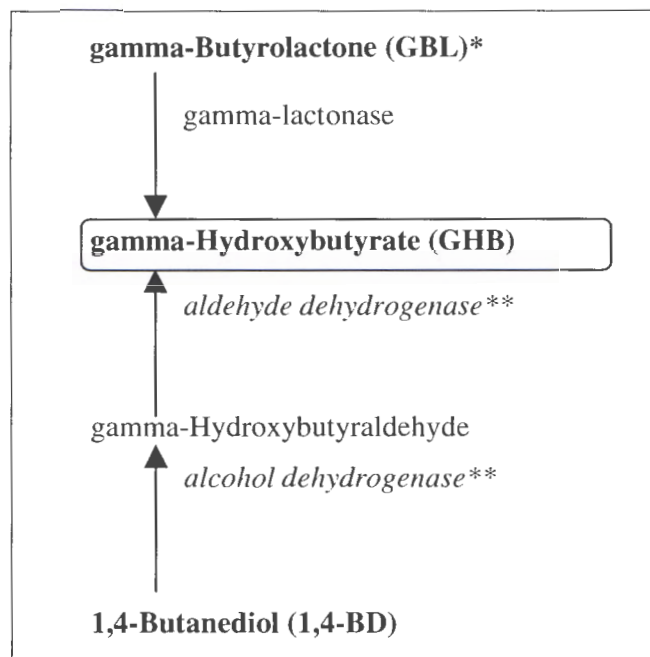 gamma-Butyrolactone (GBL)*
gamma-lactonase
gamma-Hydroxybutyrate (GHB)
aldehyde dehydrogenase**
gamma-Hydroxybutyraldehyde
alcohol dehydrogenase**
1,4-Butanediol (1,4-BD)